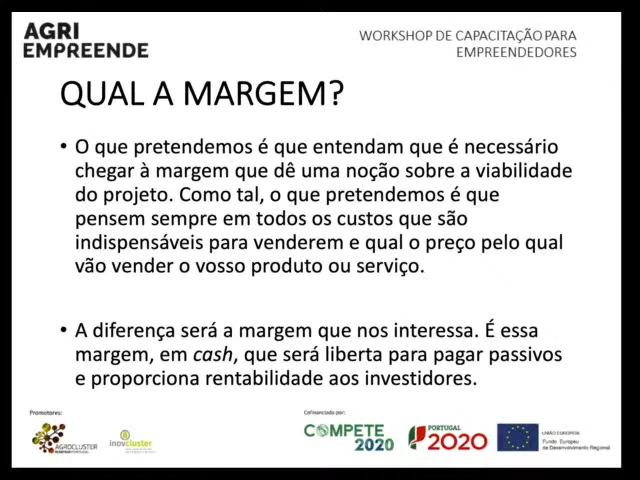 AGRI
EMPREENDE
WORKSHOP DE CAPACITAÇÃO PARA
EMPREENDEDORES
QUAL A MARGEM?
• O que pretendemos é que entendam que é necessário
chegar à margem que dê uma noção sobre a viabilidade
do projeto. Como tal, o que pretendemos é que
pensem sempre em todos os custos que são
indispensáveis para venderem e qual o preço pelo qual
vão vender o vosso produto ou serviço.
• A diferença será a margem que nos interessa. É essa
margem, em cash, que será liberta para pagar passivos
e proporciona rentabilidade aos investidores.
Promotores:
AGROCLUSTER
inovcluster
Cofinanciado por:
COMPETE
2020
PORTUGAL
2020
UNIÃO EUROPEIA
Fundo Europeu
de Desenvolvimento Regional